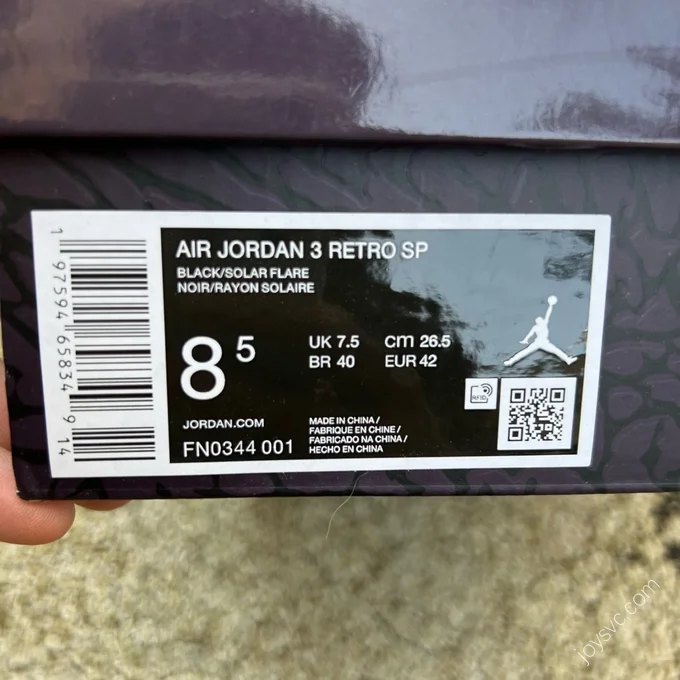 AIR JORDAN 3 RETRO SP
BLACK/SOLAR FLARE
NOIR/RAYON SOLAIRE
8 5
UK 7.5 cm 26.5
BR 40 EUR 42
JORDAN.COM
FN0344 001
MADE IN CHINA /
FABRIQUE EN CHINE /
FABRICADO NA CHINA /
HECHO EN CHINA
RFID
1 97594 65834 9 14
joysvc.com